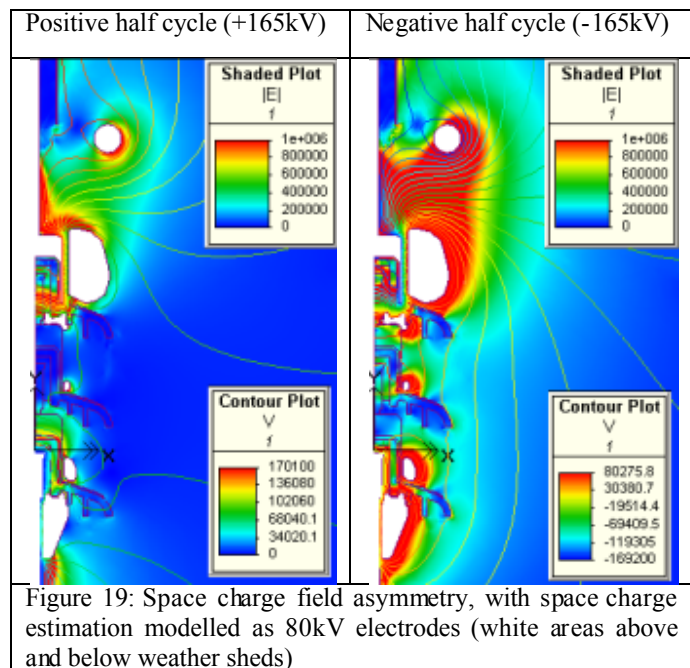 Positive half cycle (+165kV)
Negative half cycle (-165kV)
Shaded Plot
|E|
1
1e+006
800000
600000
400000
200000
0
Contour Plot
V
1
170100
136080
102060
68040.1
34020.1
0
Y
X
Shaded Plot
|E|
1
1e+006
800000
600000
400000
200000
0
Contour Plot
V
1
80275.8
30380.7
-19514.4
-69409.5
-119305
-169200
Y
X
Figure 19: Space charge field asymmetry, with space charge
estimation modelled as 80kV electrodes (white areas above
and below weather sheds)